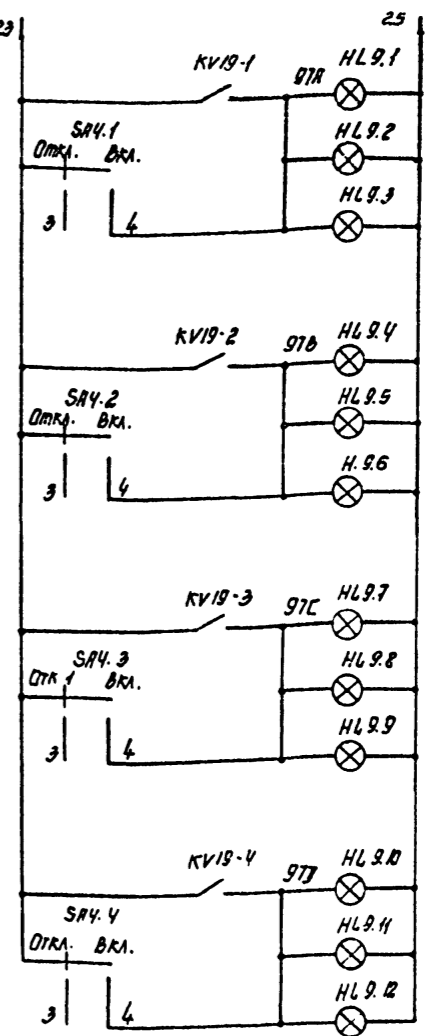 23
25
KV19-1
97A
HL9.1
SA4.1
HL9.2
Откл.
Вкл.
HL9.3
3
4
KV19-2
97B
HL9.4
SA4.2
HL9.5
Откл.
Вкл.
H.9.6
3
4
KV19-3
97C
HL9.7
SA4.3
HL9.8
Отк1
Вкл.
HL9.9
3
4
KV19-4
97D
HL9.10
SA4.4
HL9.11
Откл.
Вкл.
HL9.12
3
4